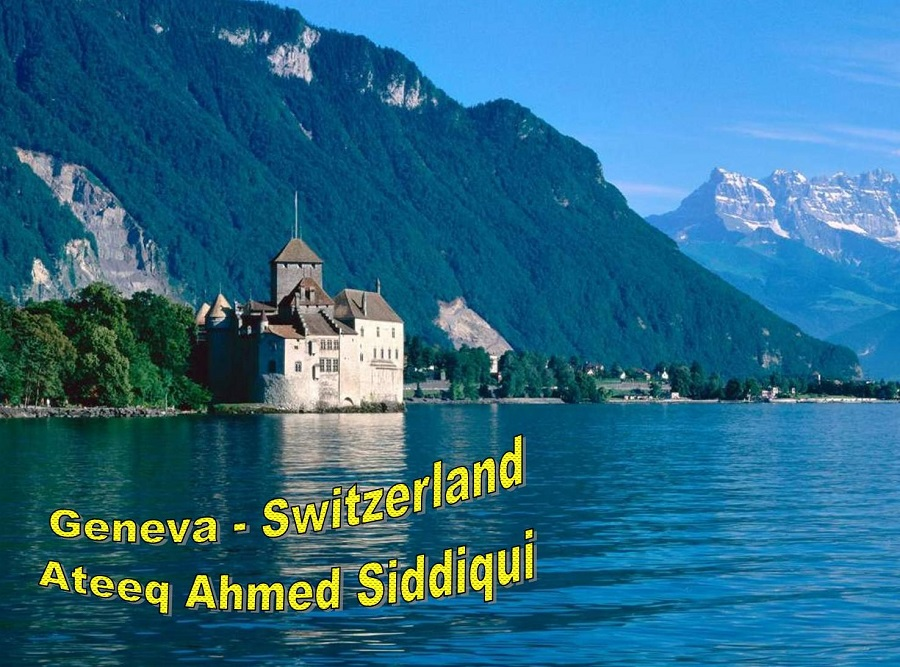 Geneva - Switzerland
Ateeq Ahmed Siddiqui